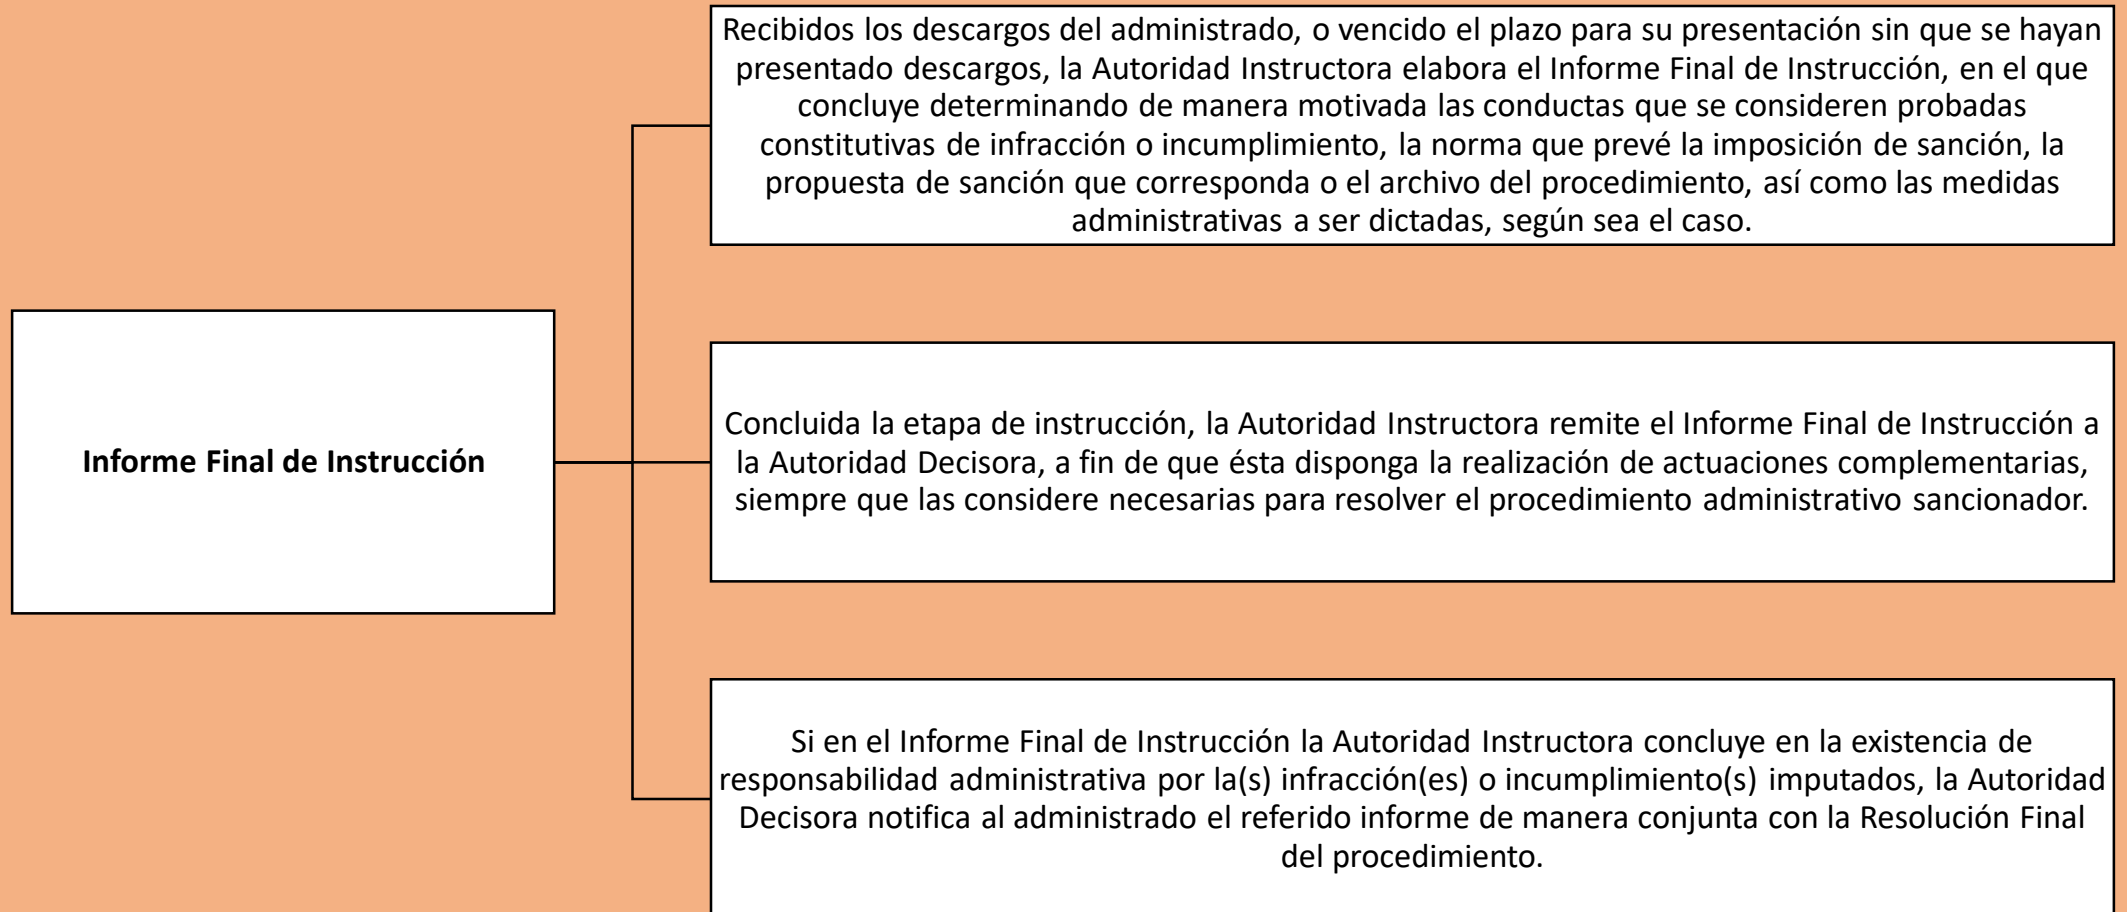 Recibidos los descargos del administrado, o vencido el plazo para su presentación sin que se hayan
presentado descargos, la Autoridad Instructora elabora el Informe Final de Instrucción, en el que
concluye determinando de manera motivada las conductas que se consideren probadas
constitutivas de infracción o incumplimiento, la norma que prevé la imposición de sanción, la
propuesta de sanción que corresponda o el archivo del procedimiento, así como las medidas
administrativas a ser dictadas, según sea el caso.
Informe Final de Instrucción
Concluida la etapa de instrucción, la Autoridad Instructora remite el Informe Final de Instrucción a
la Autoridad Decisora, a fin de que ésta disponga la realización de actuaciones complementarias,
siempre que las considere necesarias para resolver el procedimiento administrativo sancionador.
Si en el Informe Final de Instrucción la Autoridad Instructora concluye en la existencia de
responsabilidad administrativa por la(s) infracción(es) o incumplimiento(s) imputados, la Autoridad
Decisora notifica al administrado el referido informe de manera conjunta con la Resolución Final
del procedimiento.